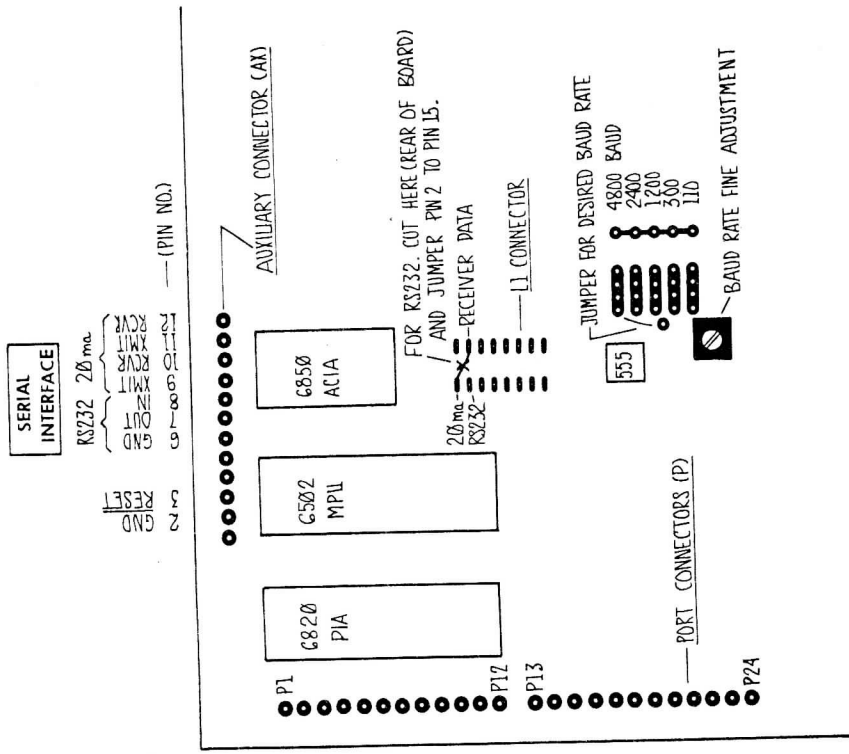 SERIAL
INTERFACE
RS232 20ma
GND
RESET
GND
OUT
IN
XMIT
RCVR
XMIT
RCVR
2 3 6 7 8 9 10 11 12 (PIN NO.)
AUXILIARY CONNECTOR (AX)
6820
PIA
6502
MPU
6850
ACIA
FOR RS232. CUT HERE (REAR OF BOARD)
AND JUMPER PIN 2 TO PIN 15.
20ma
RS232
RECEIVER DATA
L1 CONNECTOR
P1
P12
P13
P24
PORT CONNECTORS (P)
555
JUMPER FOR DESIRED BAUD RATE
4800 BAUD
2400
1200
300
110
BAUD RATE FINE ADJUSTMENT